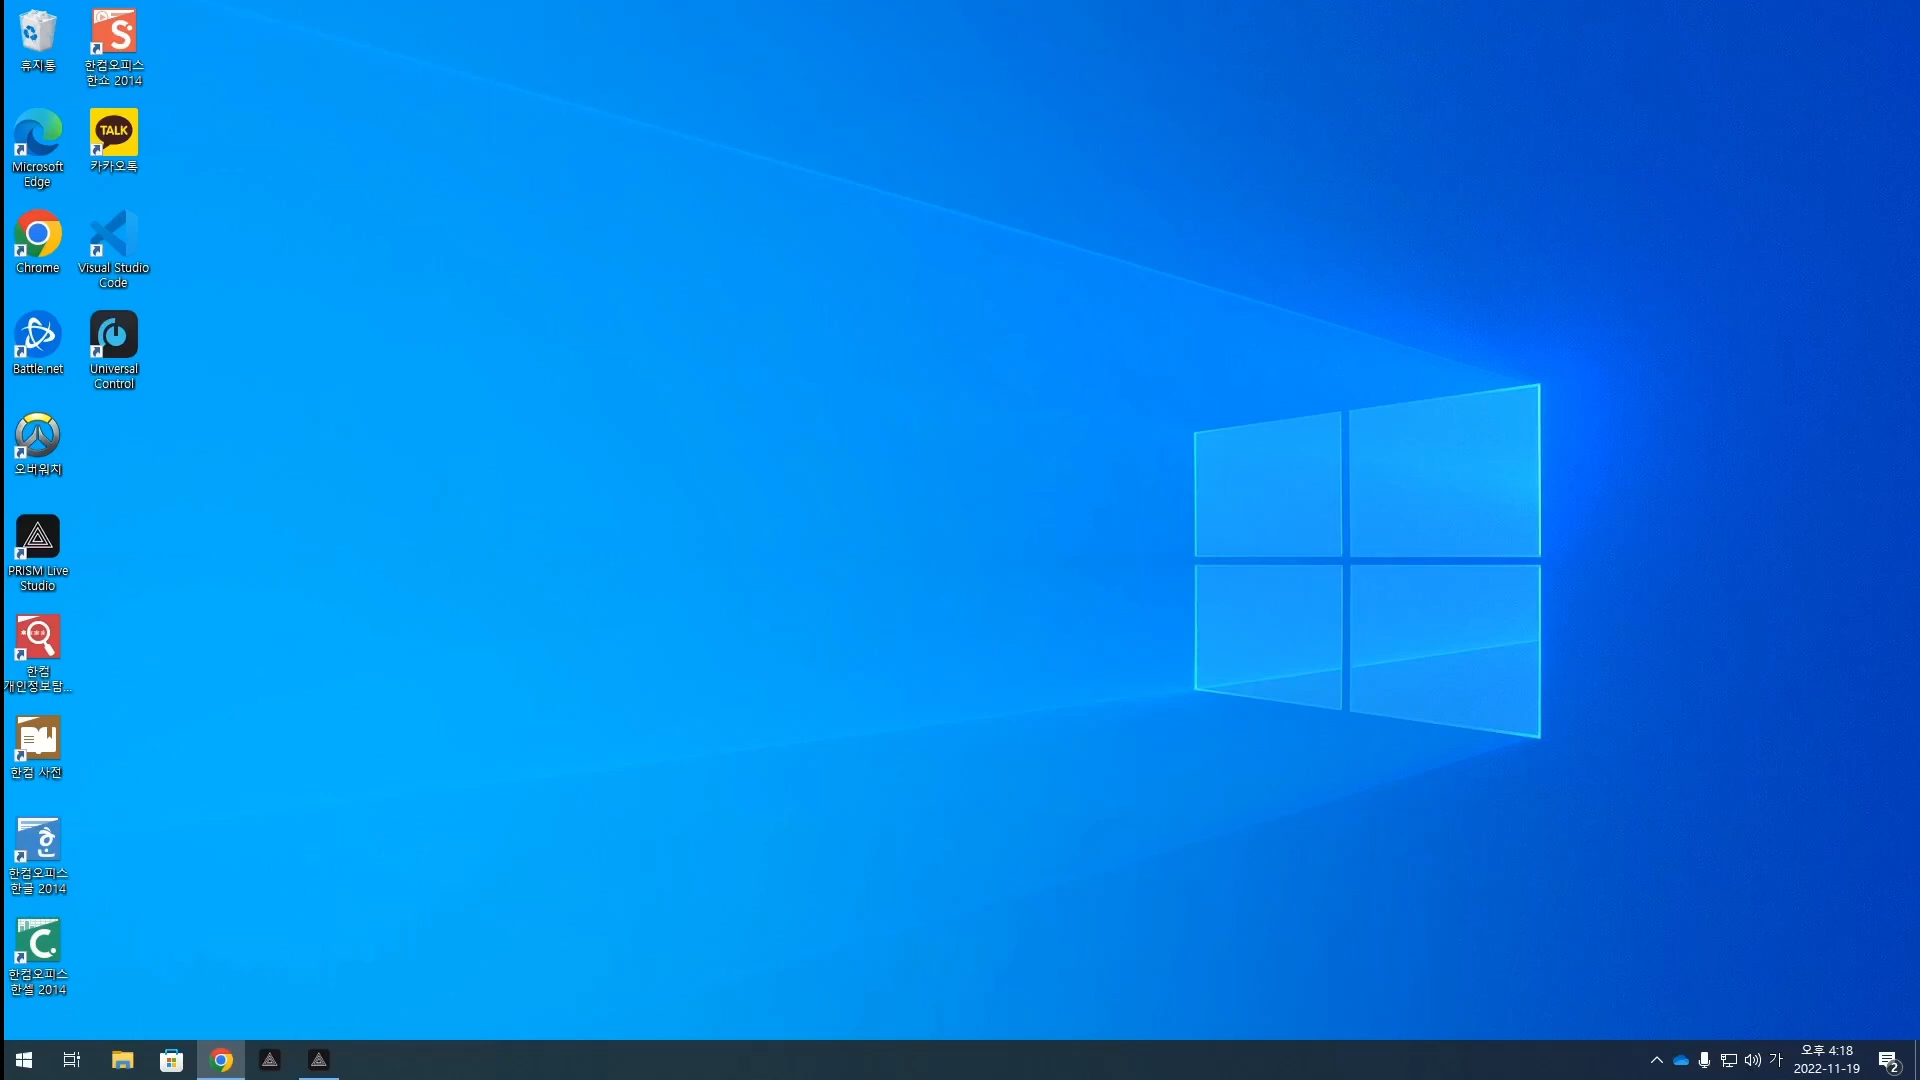 휴지통
한컴오피스
한쇼 2014
Microsoft
Edge
TALK
카카오톡
Chrome
Visual Studio
Code
Battle.net
Universal
Control
오버워치
PRISM Live
Studio
한컴
개인정보탐...
한컴 사전
한컴오피스
한글 2014
한컴오피스
한셀 2014
가
오후 4:18
2022-11-19
2